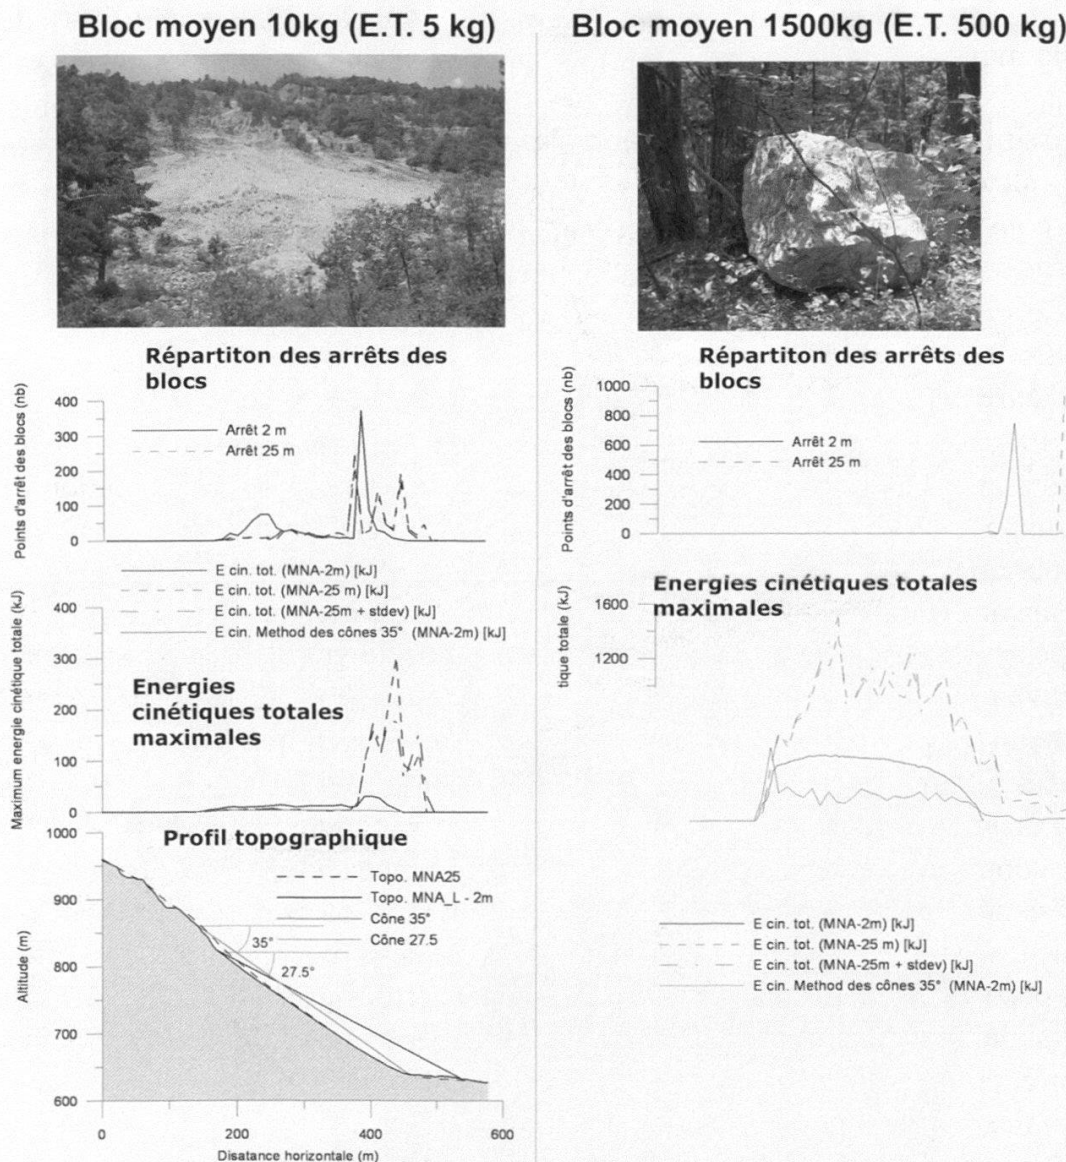 Bloc moyen 10kg (E.T. 5 kg)
Répartiton des arrêts des
blocs
Points d'arrêt des blocs (nb)
400
300
200
100
0
Arrêt 2 m
Arrêt 25 m
E cin. tot. (MNA-2m) [kJ]
E cin. tot. (MNA-25 m) [kJ]
E cin. tot. (MNA-25m + stdev) [kJ]
E cin. Method des cônes 35° (MNA-2m) [kJ]
Maximum energie cinétique totale (kJ)
400
300
200
100
0
Energies
cinétiques totales
maximales
Profil topographique
Altitude (m)
1000
900
800
700
600
Topo. MNA25
Topo. MNA_L - 2m
Cône 35°
Cône 27.5
35°
27.5°
0
200
400
600
Disatance horizontale (m)
Bloc moyen 1500kg (E.T. 500 kg)
Répartiton des arrêts des
blocs
Points d'arrêt des blocs (nb)
1000
800
600
400
200
0
Arrêt 2 m
Arrêt 25 m
Energies cinétiques totales
maximales
tique totale (kJ)
1600
1200
E cin. tot. (MNA-2m) [kJ]
E cin. tot. (MNA-25 m) [kJ]
E cin. tot. (MNA-25m + stdev) [kJ]
E cin. Method des cônes 35° (MNA-2m) [kJ]